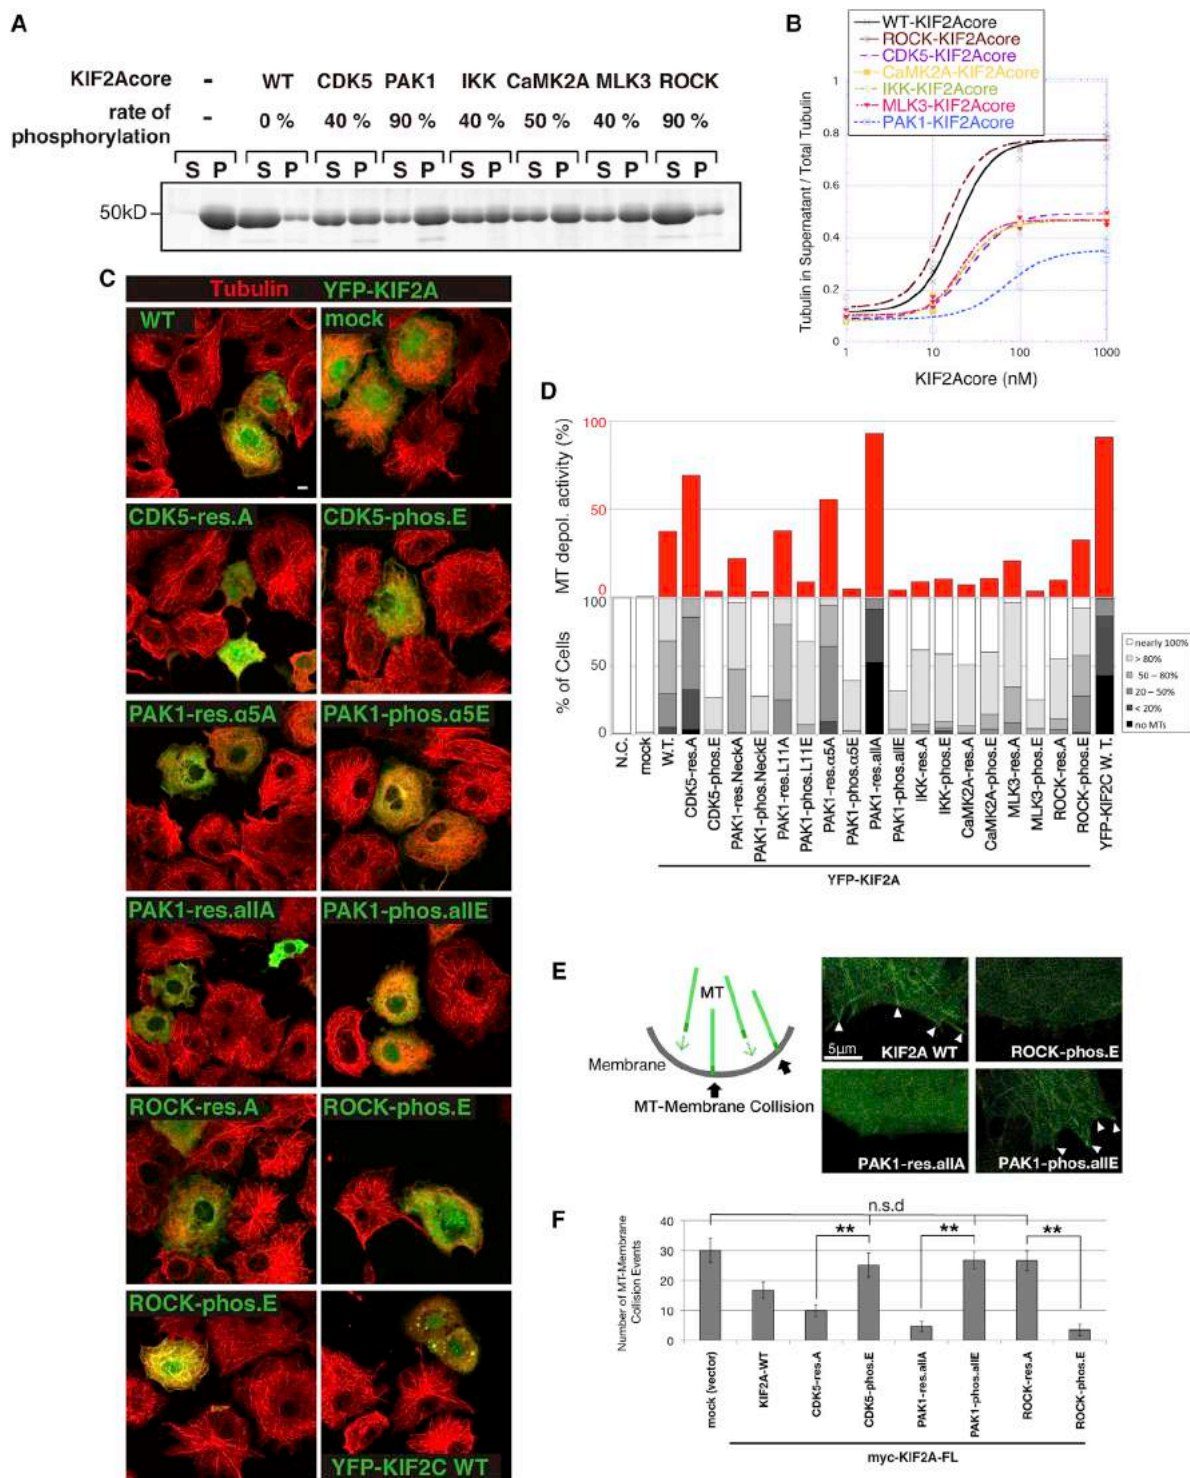 A
KIF2Acore - WT CDK5 PAK1 IKK CaMK2A MLK3 ROCK
rate of phosphorylation - 0 % 40 % 90 % 40 % 50 % 40 % 90 %
S P S P S P S P S P S P S P S P
50kD
B
WT-KIF2Acore
ROCK-KIF2Acore
CDK5-KIF2Acore
CaMK2A-KIF2Acore
IKK-KIF2Acore
MLK3-KIF2Acore
PAK1-KIF2Acore
Tubulin in Supernatant / Total Tubulin
1
0.8
0.6
0.4
0.2
0
1 10 100 1000
KIF2Acore (nM)
C
Tubulin YFP-KIF2A
WT mock
CDK5-res.A CDK5-phos.E
PAK1-res.α5A PAK1-phos.α5E
PAK1-res.allA PAK1-phos.allE
ROCK-res.A ROCK-phos.E
ROCK-phos.E
YFP-KIF2C WT
D
MT depol. activity (%)
100
50
0
% of Cells
100
50
0
nearly 100%
> 80%
50 – 80%
20 – 50%
< 20%
no MTs
N.C.
mock
W.T.
CDK5-res.A
CDK5-phos.E
PAK1-res.NeckA
PAK1-phos.NeckE
PAK1-res.L11A
PAK1-phos.L11E
PAK1-res.α5A
PAK1-phos.α5E
PAK1-res.allA
PAK1-phos.allE
IKK-res.A
IKK-phos.E
CaMK2A-res.A
CaMK2A-phos.E
MLK3-res.A
MLK3-phos.E
ROCK-res.A
ROCK-phos.E
YFP-KIF2C W. T.
YFP-KIF2A
E
MT
Membrane
MT-Membrane Collision
5µm
KIF2A WT
ROCK-phos.E
PAK1-res.allA
PAK1-phos.allE
F
n.s.d
** ** **
Number of MT-Membrane
Collision Events
40
30
20
10
0
mock (vector)
KIF2A-WT
CDK5-res.A
CDK5-phos.E
PAK1-res.allA
PAK1-phos.allE
ROCK-res.A
ROCK-phos.E
myc-KIF2A-FL